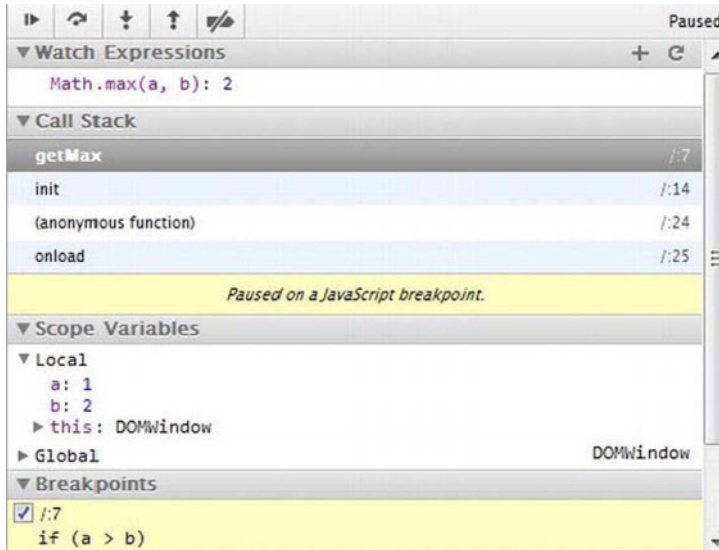 Paused
Watch Expressions
Math.max(a, b): 2
Call Stack
getMax /:7
init /:14
(anonymous function) /:24
onload /:25
Paused on a JavaScript breakpoint.
Scope Variables
Local
a: 1
b: 2
this: DOMWindow
Global DOMWindow
Breakpoints
/:7
if (a > b)